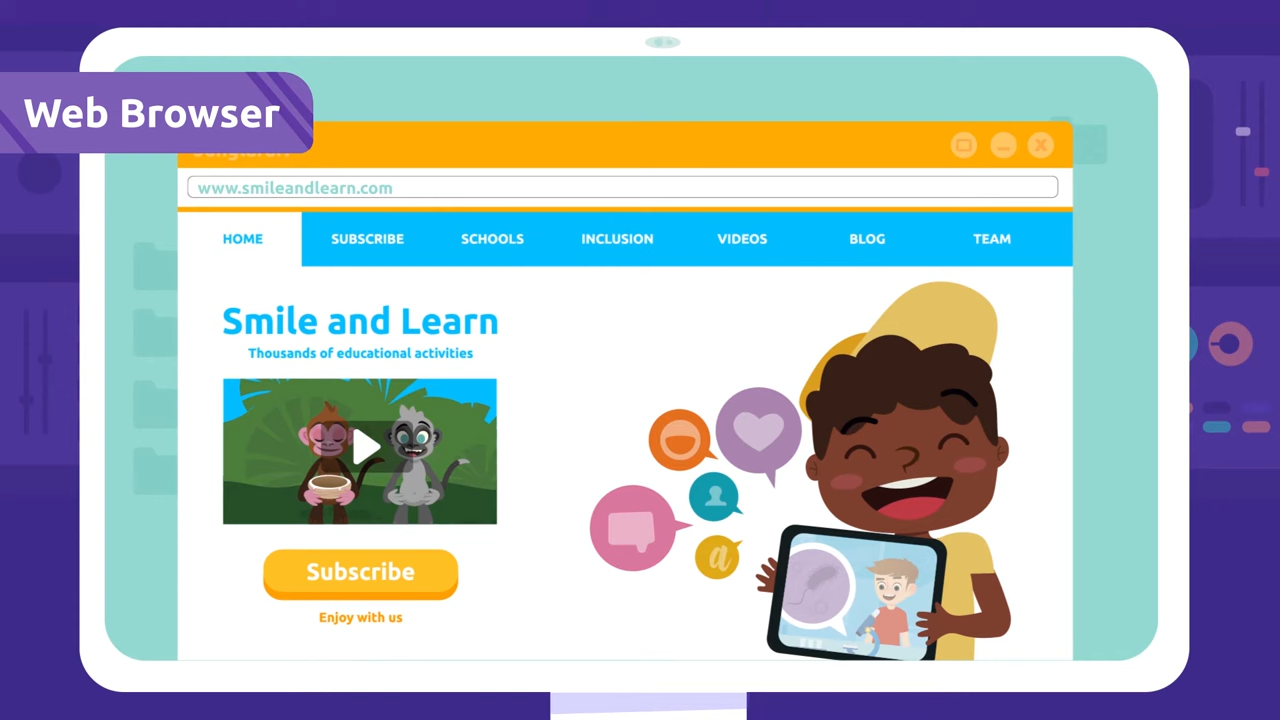 Web Browser
www.smileandlearn.com
HOME SUBSCRIBE SCHOOLS INCLUSION VIDEOS BLOG TEAM
Smile and Learn
Thousands of educational activities
Subscribe
Enjoy with us
@